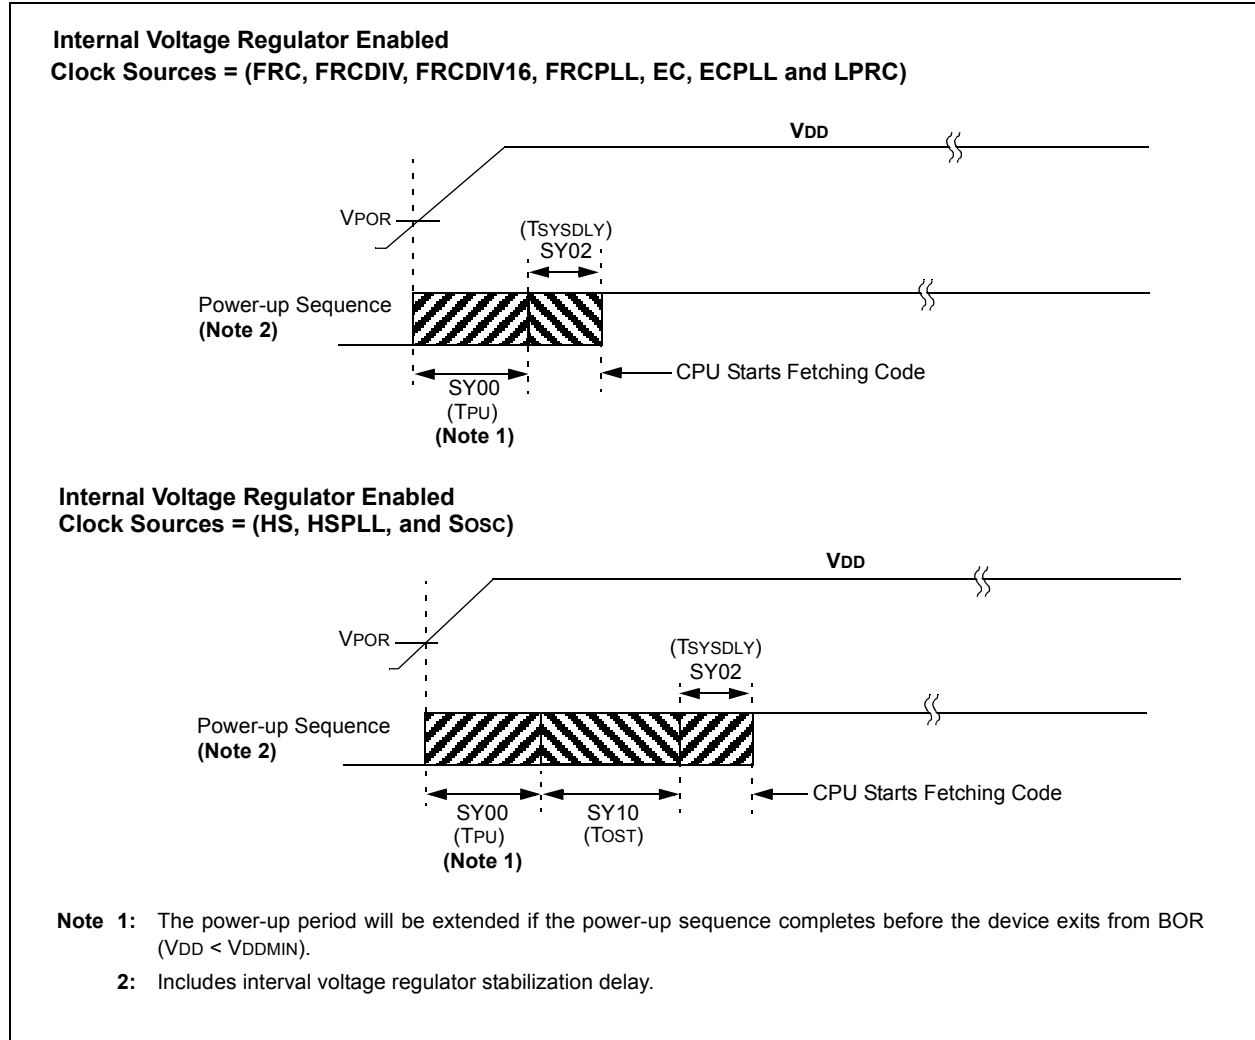 Internal Voltage Regulator Enabled
Clock Sources = (FRC, FRCDIV, FRCDIV16, FRCPLL, EC, ECPLL and LPRC)
VDD
VPOR
(TSYSDLY)
SY02
Power-up Sequence
(Note 2)
CPU Starts Fetching Code
SY00
(TPU)
(Note 1)
Internal Voltage Regulator Enabled
Clock Sources = (HS, HSPLL, and SOSC)
VDD
VPOR
(TSYSDLY)
SY02
Power-up Sequence
(Note 2)
CPU Starts Fetching Code
SY00
SY10
(TPU)
(TOST)
(Note 1)
Note 1: The power-up period will be extended if the power-up sequence completes before the device exits from BOR
(VDD < VDDMIN).
2: Includes interval voltage regulator stabilization delay.